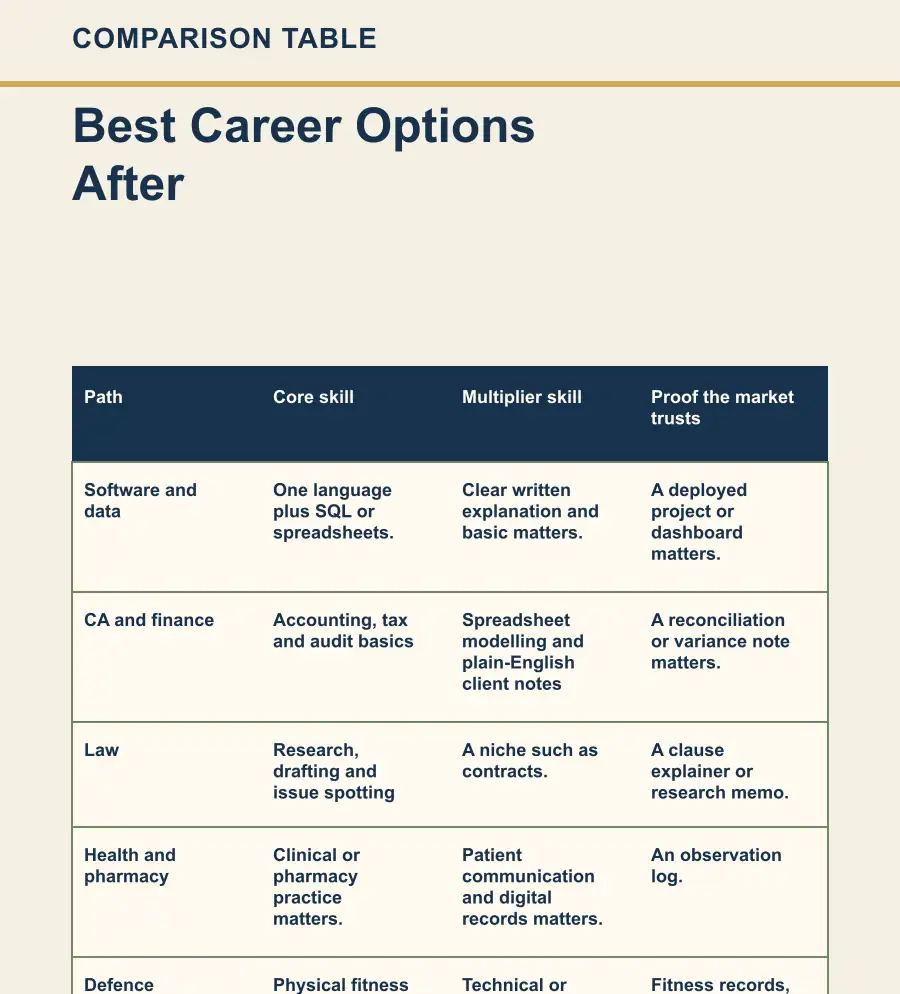 COMPARISON TABLE
Best Career Options
After
Path
Core skill
Multiplier skill
Proof the market
trusts
Software and
data
One language
plus SQL or
spreadsheets.
Clear written
explanation and
basic matters.
A deployed
project or
dashboard
matters.
CA and finance
Accounting, tax
and audit basics
Spreadsheet
modelling and
plain-English
client notes
A reconciliation
or variance note
matters.
Law
Research,
drafting and
issue spotting
A niche such as
contracts.
A clause
explainer or
research memo.
Health and
pharmacy
Clinical or
pharmacy
practice
matters.
Patient
communication
and digital
records matters.
An observation
log.
Defence
Physical fitness
Technical or
Fitness records,